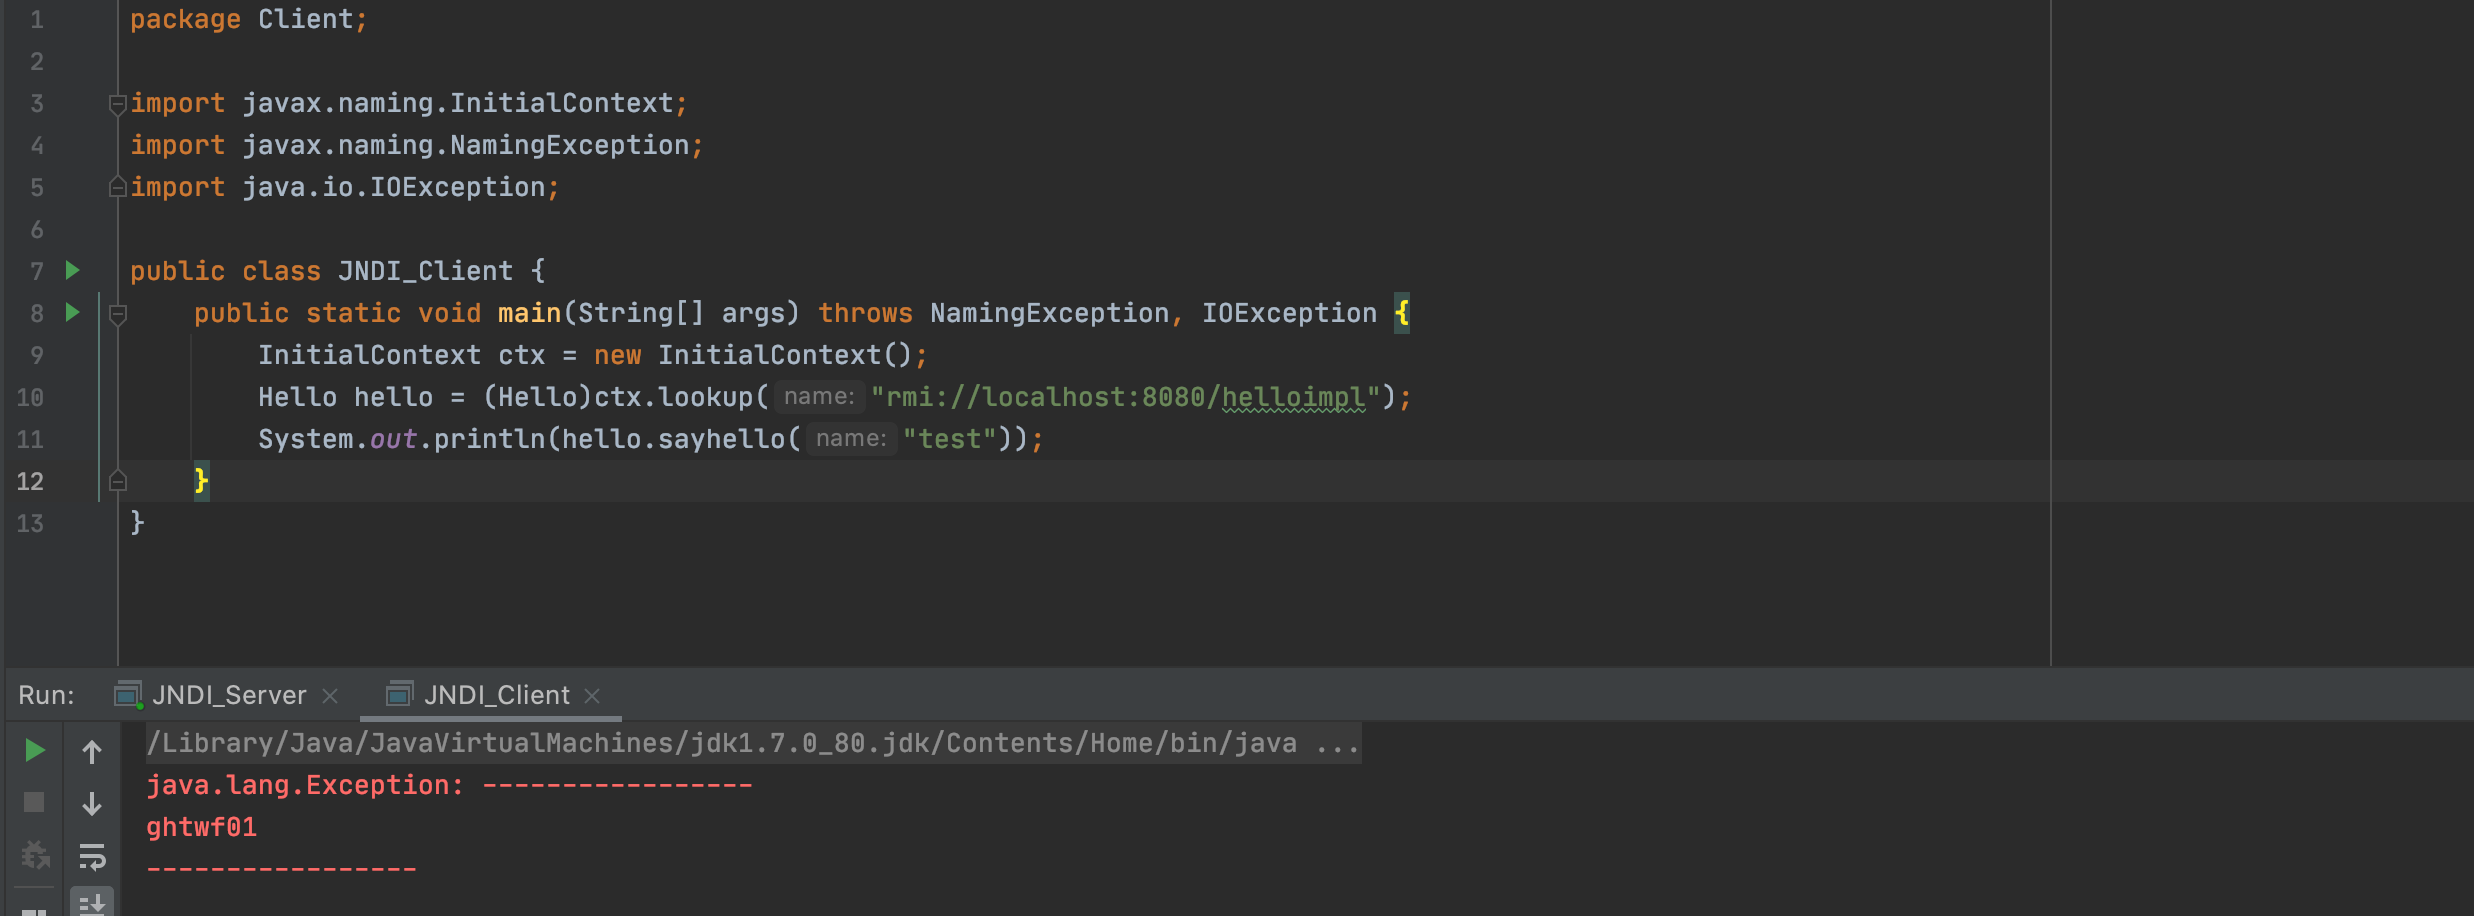 1 package Client;
2
3 import javax.naming.InitialContext;
4 import javax.naming.NamingException;
5 import java.io.IOException;
6
7 public class JNDI_Client {
8 public static void main(String[] args) throws NamingException, IOException {
9 InitialContext ctx = new InitialContext();
10 Hello hello = (Hello)ctx.lookup( name: "rmi://localhost:8080/helloimpl");
11 System.out.println(hello.sayhello( name: "test"));
12 }
13 }
Run: JNDI_Server JNDI_Client
/Library/Java/JavaVirtualMachines/jdk1.7.0_80.jdk/Contents/Home/bin/java ...
java.lang.Exception: -----------------
ghtwf01
-----------------